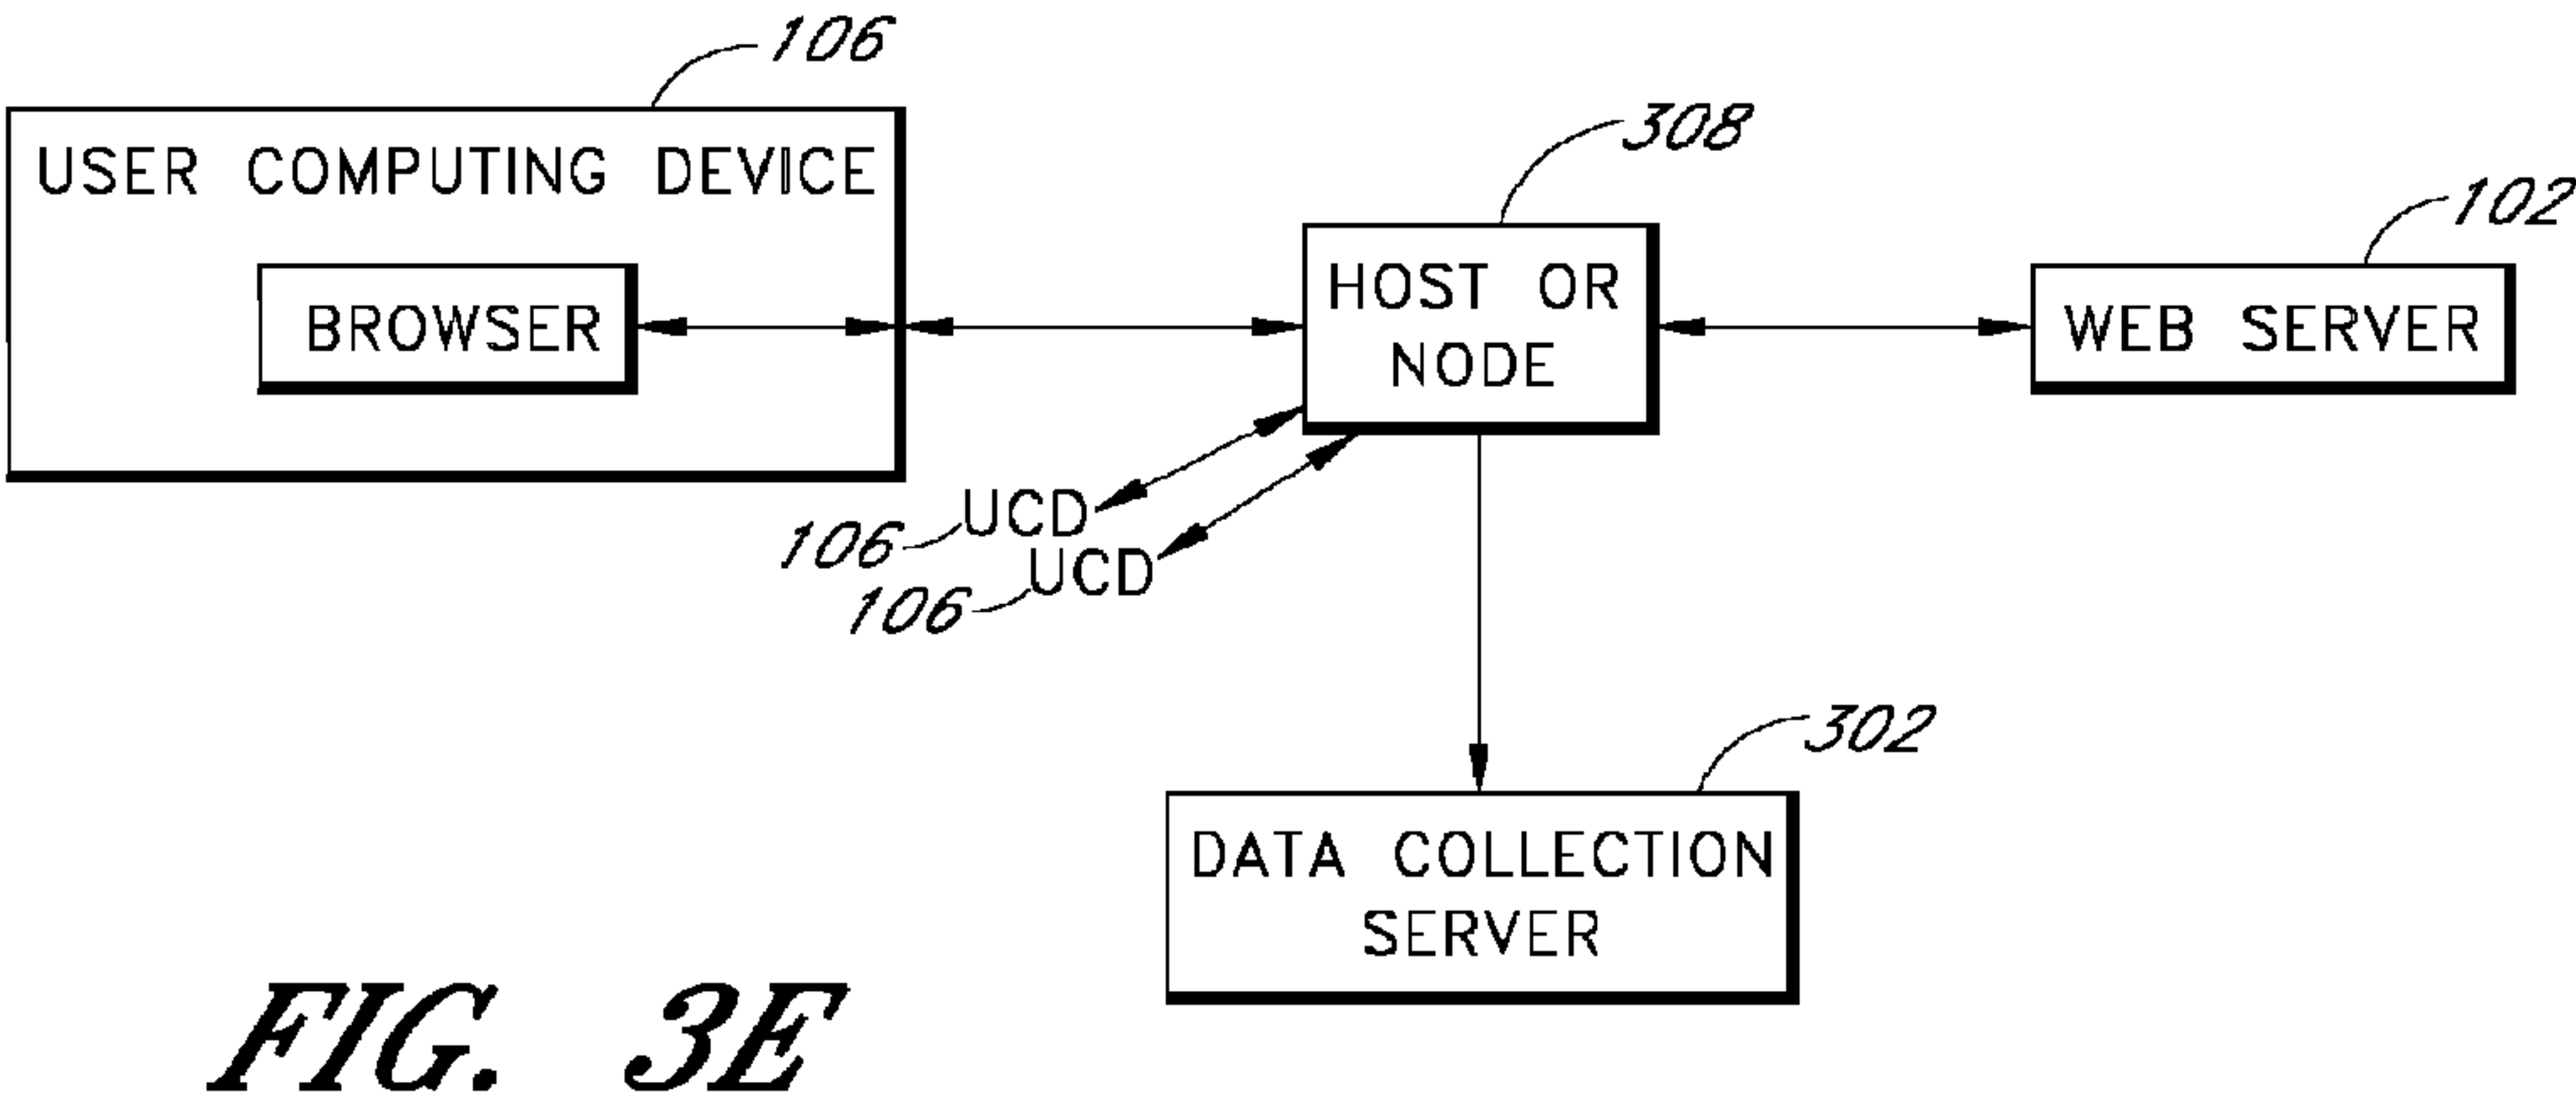 106
USER COMPUTING DEVICE
BROWSER
308
HOST OR
NODE
102
WEB SERVER
106 UCD
106 UCD
302
DATA COLLECTION
SERVER
FIG. 3E